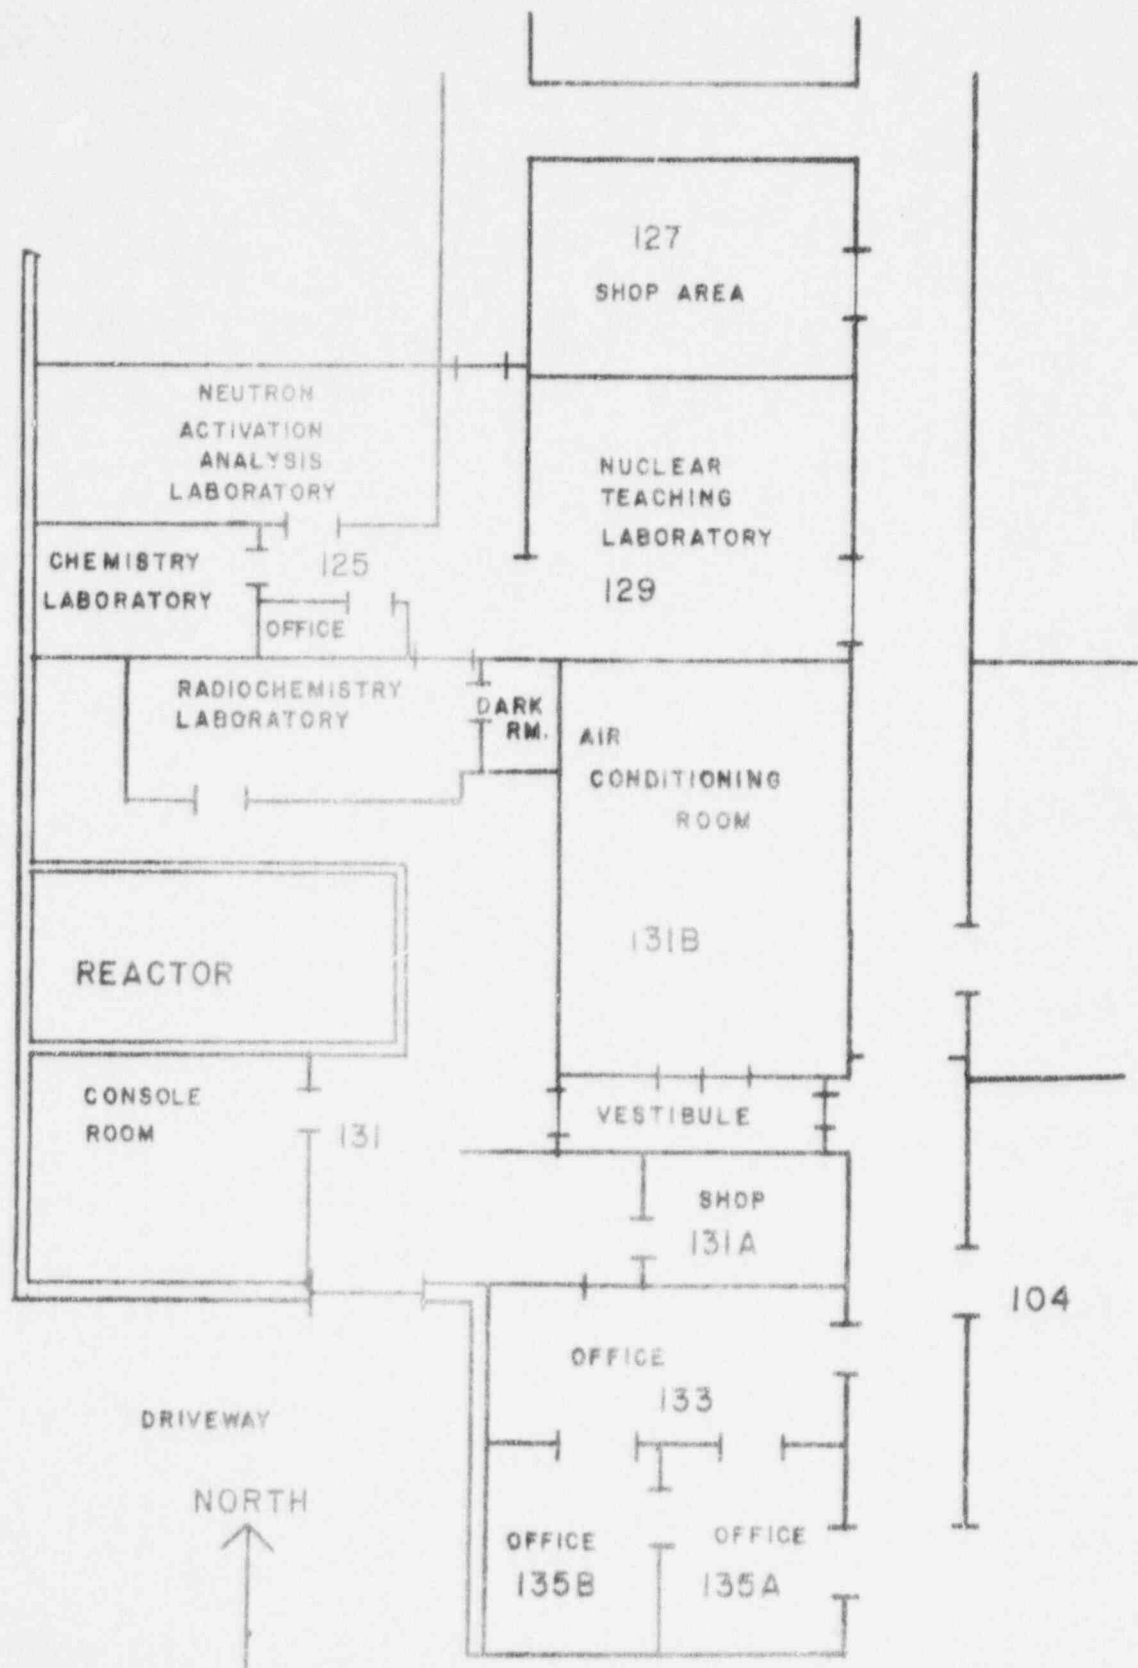 127
SHOP AREA
NEUTRON
ACTIVATION
ANALYSIS
LABORATORY
NUCLEAR
TEACHING
LABORATORY
129
CHEMISTRY
LABORATORY
125
OFFICE
RADIOCHEMISTRY
LABORATORY
DARK
RM.
AIR
CONDITIONING
ROOM
131B
REACTOR
CONSOLE
ROOM
131
VESTIBULE
SHOP
131A
104
OFFICE
133
DRIVEWAY
NORTH
OFFICE
135B
OFFICE
135A